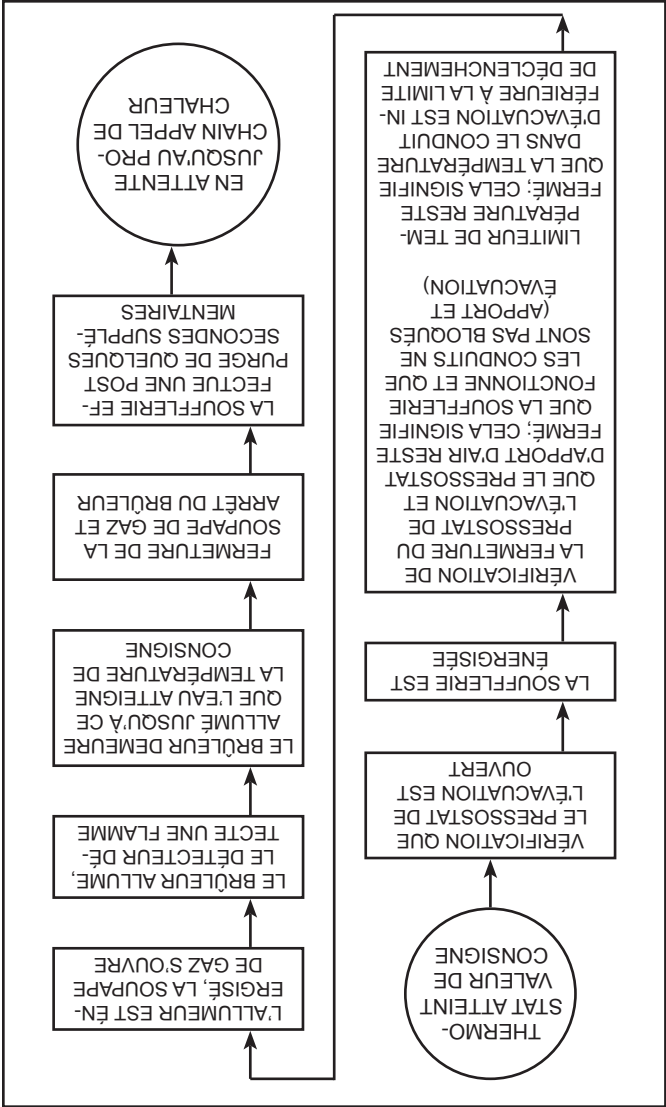 THERMO-
STAT ATTEINT
VALEUR DE
CONSIGNE
VÉRIFICATION QUE
LE PRESSOSTAT DE
L'ÉVACUATION EST
OUVERT
LA SOUFFLERIE EST
ÉNERGISÉE
VÉRIFICATION DE
LA FERMETURE DU
PRESSOSTAT DE
L'ÉVACUATION ET
QUE LE PRESSOSTAT
D'APPORT D'AIR RESTE
FERMÉ; CELA SIGNIFIE
QUE LA SOUFFLERIE
FONCTIONNE ET QUE
LES CONDUITS NE
SONT PAS BLOQUÉS
(APPORT ET
ÉVACUATION)
LIMITEUR DE TEM-
PÉRATURE RESTE
FERMÉ; CELA SIGNIFIE
QUE LA TEMPÉRATURE
DANS LE CONDUIT
D'ÉVACUATION EST IN-
FÉRIEURE À LA LIMITE
DE DÉCLENCHEMENT
L'ALLUMEUR EST ÉN-
ERGISÉ, LA SOUPAPE
DE GAZ S'OUVRE
LE BRÛLEUR ALLUME,
LE DÉTECTEUR DÉ-
TECTE UNE FLAMME
LE BRÛLEUR DEMEURE
ALLUMÉ JUSQU'À CE
QUE L'EAU ATTEIGNE
LA TEMPÉRATURE DE
CONSIGNE
FERMETURE DE LA
SOUPAPE DE GAZ ET
ARRÊT DU BRÛLEUR
LA SOUFFLERIE EF-
FECTUE UNE POST
PURGE DE QUELQUES
SECONDES SUPPLÉ-
MENTAIRES
EN ATTENTE
JUSQU'AU PRO-
CHAIN APPEL DE
CHALEUR